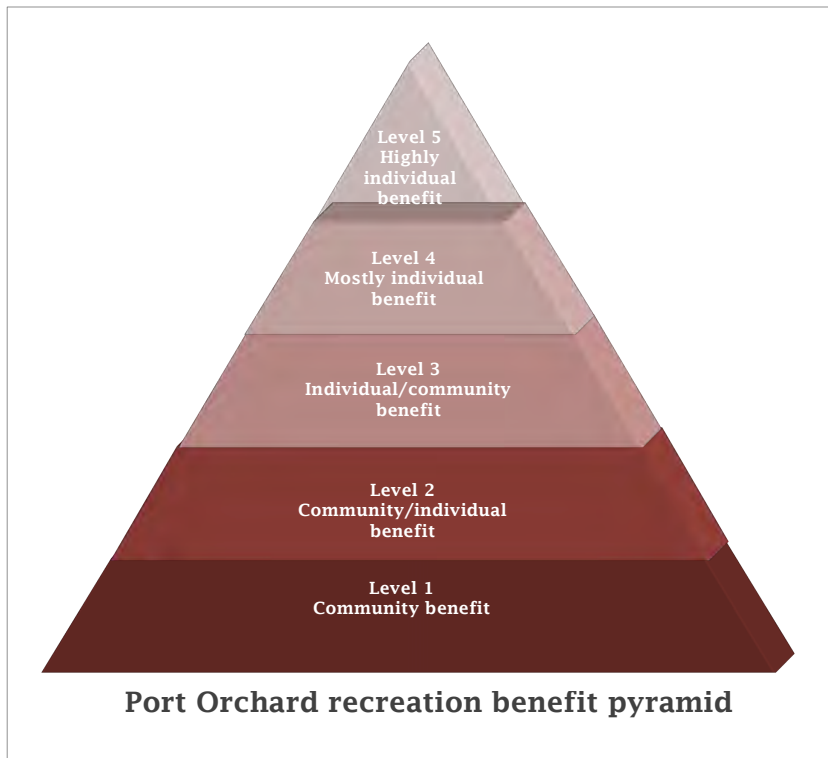 Level 5
Highly
individual
benefit
Level 4
Mostly individual
benefit
Level 3
Individual/community
benefit
Level 2
Community/individual
benefit
Level 1
Community benefit
Port Orchard recreation benefit pyramid